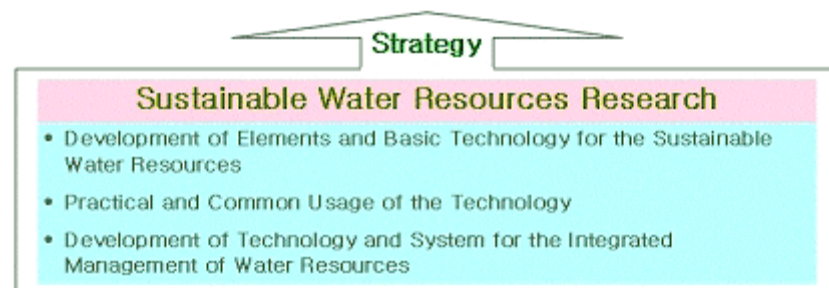 Strategy
Sustainable Water Resources Research
• Development of Elements and Basic Technology for the Sustainable
Water Resources
• Practical and Common Usage of the Technology
• Development of Technology and System for the Integrated
Management of Water Resources